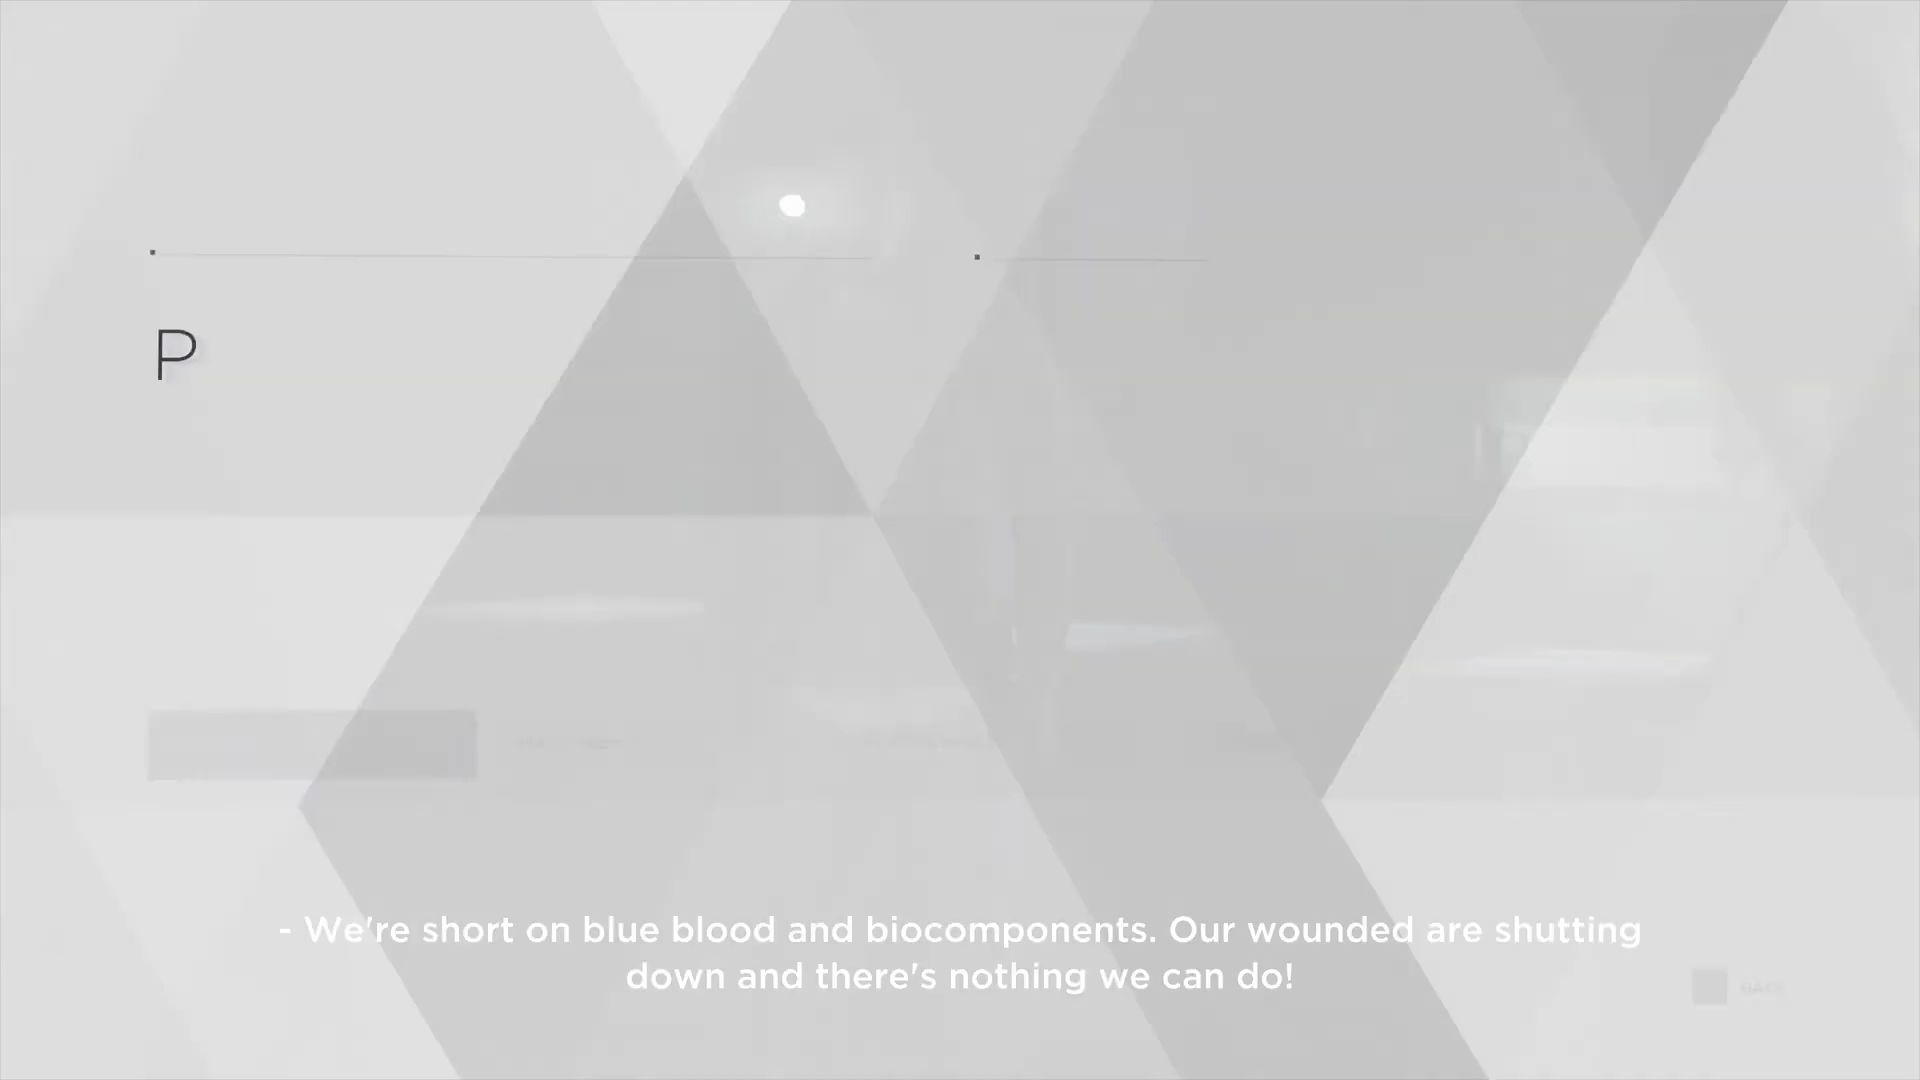 P
- We're short on blue blood and biocomponents. Our wounded are shutting
down and there's nothing we can do!
BACK